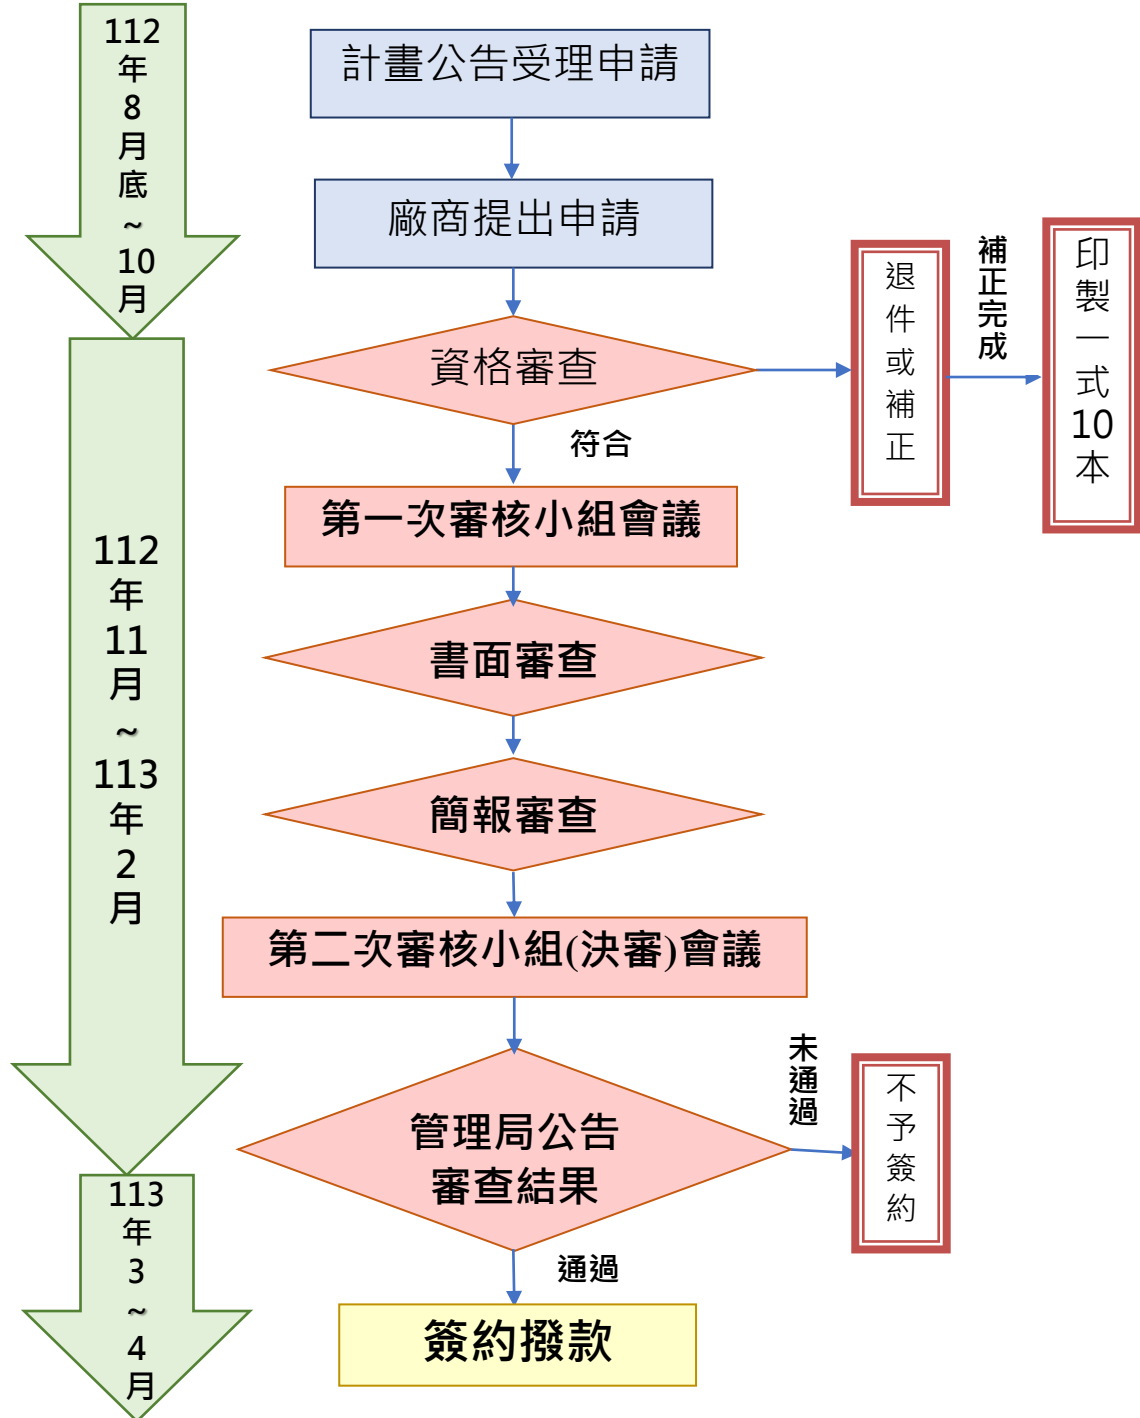 112
年
8
月
底
~
10
月
計畫公告受理申請
廠商提出申請
資格審查
退
件
或
補
正
補
正
完
成
印
製
一
式
10
本
符合
第一次審核小組會議
112
年
11
月
~
113
年
2
月
書面審查
簡報審查
第二次審核小組(決審)會議
管理局公告
審查結果
未
通
過
不
予
簽
約
通過
113
年
3
~
4
月
簽約撥款